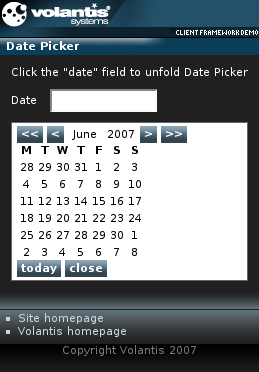 volantis
systems
CLIENT FRAMEWORK DEMO
Date Picker
Click the "date" field to unfold Date Picker
Date
<< < June 2007 > >>
M T W T F S S
28 29 30 31 1 2 3
4 5 6 7 8 9 10
11 12 13 14 15 16 17
18 19 20 21 22 23 24
25 26 27 28 29 30 1
2 3 4 5 6 7 8
today close
Site homepage
Volantis homepage
Copyright Volantis 2007